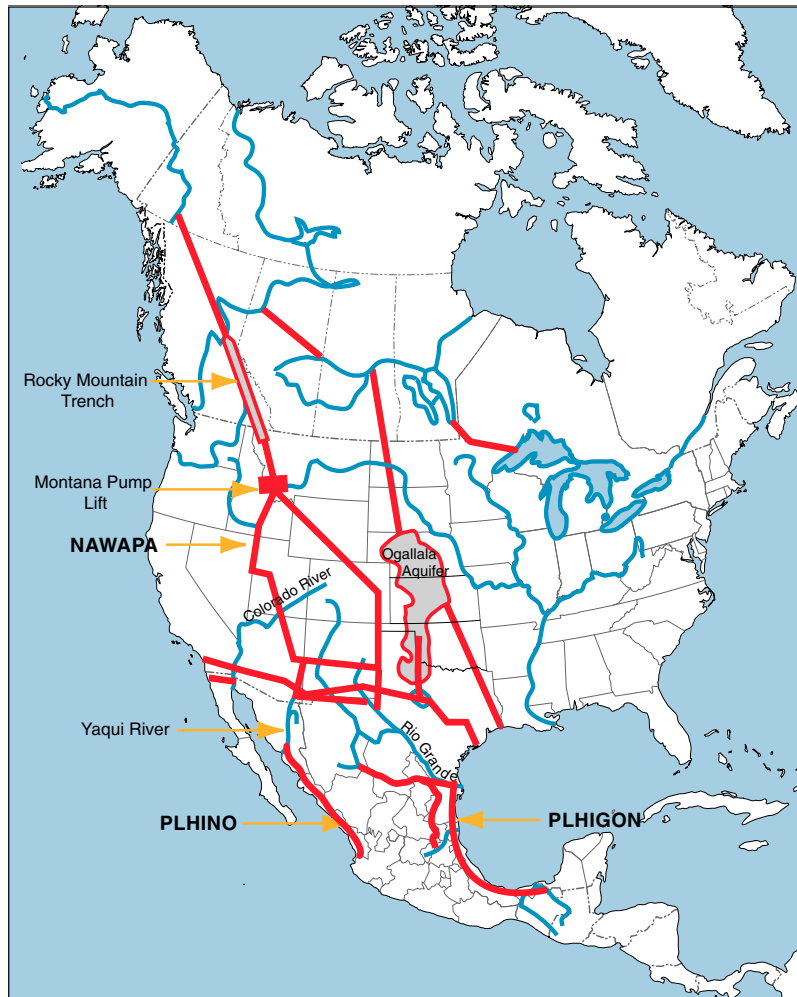 Rocky Mountain
Trench
Montana Pump
Lift
NAWAPA
Ogallala
Aquifer
Colorado River
Yaqui River
Rio Grande
PLHINO
PLHIGON